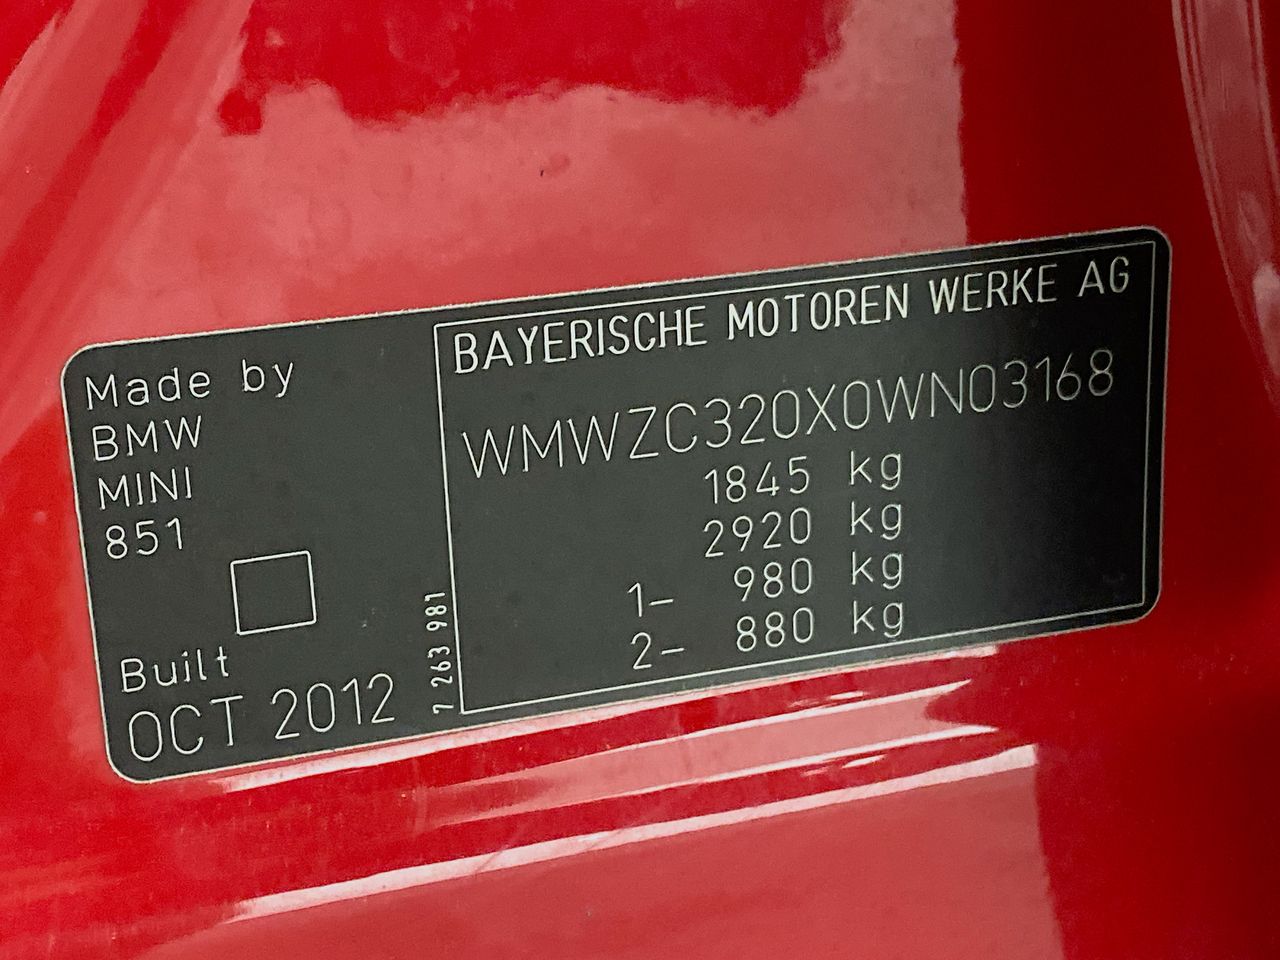 Made by
BMW
MINI
851
Built
OCT 2012
7 263 981
BAYERISCHE MOTOREN WERKE AG
WMWZC320X0WN03168
1845 kg
2920 kg
1- 980 kg
2- 880 kg